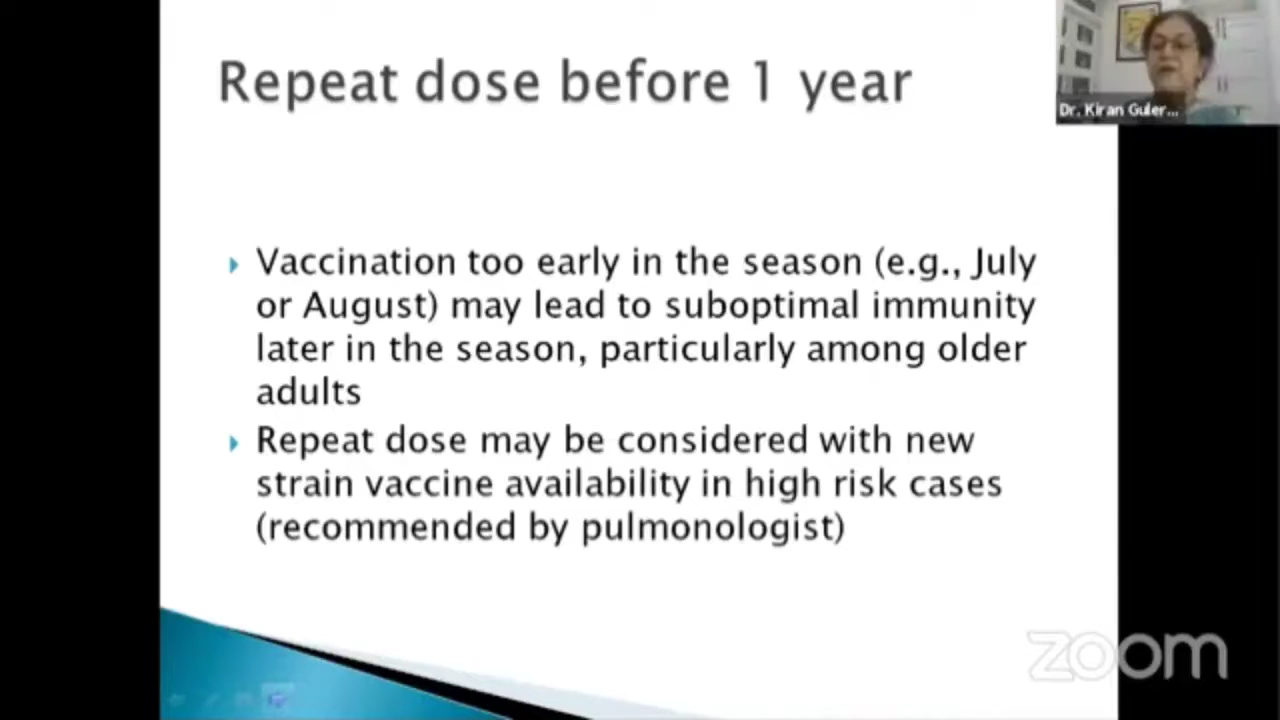 Repeat dose before 1 year
Dr. Kiran Guler...
Vaccination too early in the season (e.g., July
or August) may lead to suboptimal immunity
later in the season, particularly among older
adults
Repeat dose may be considered with new
strain vaccine availability in high risk cases
(recommended by pulmonologist)
zoom